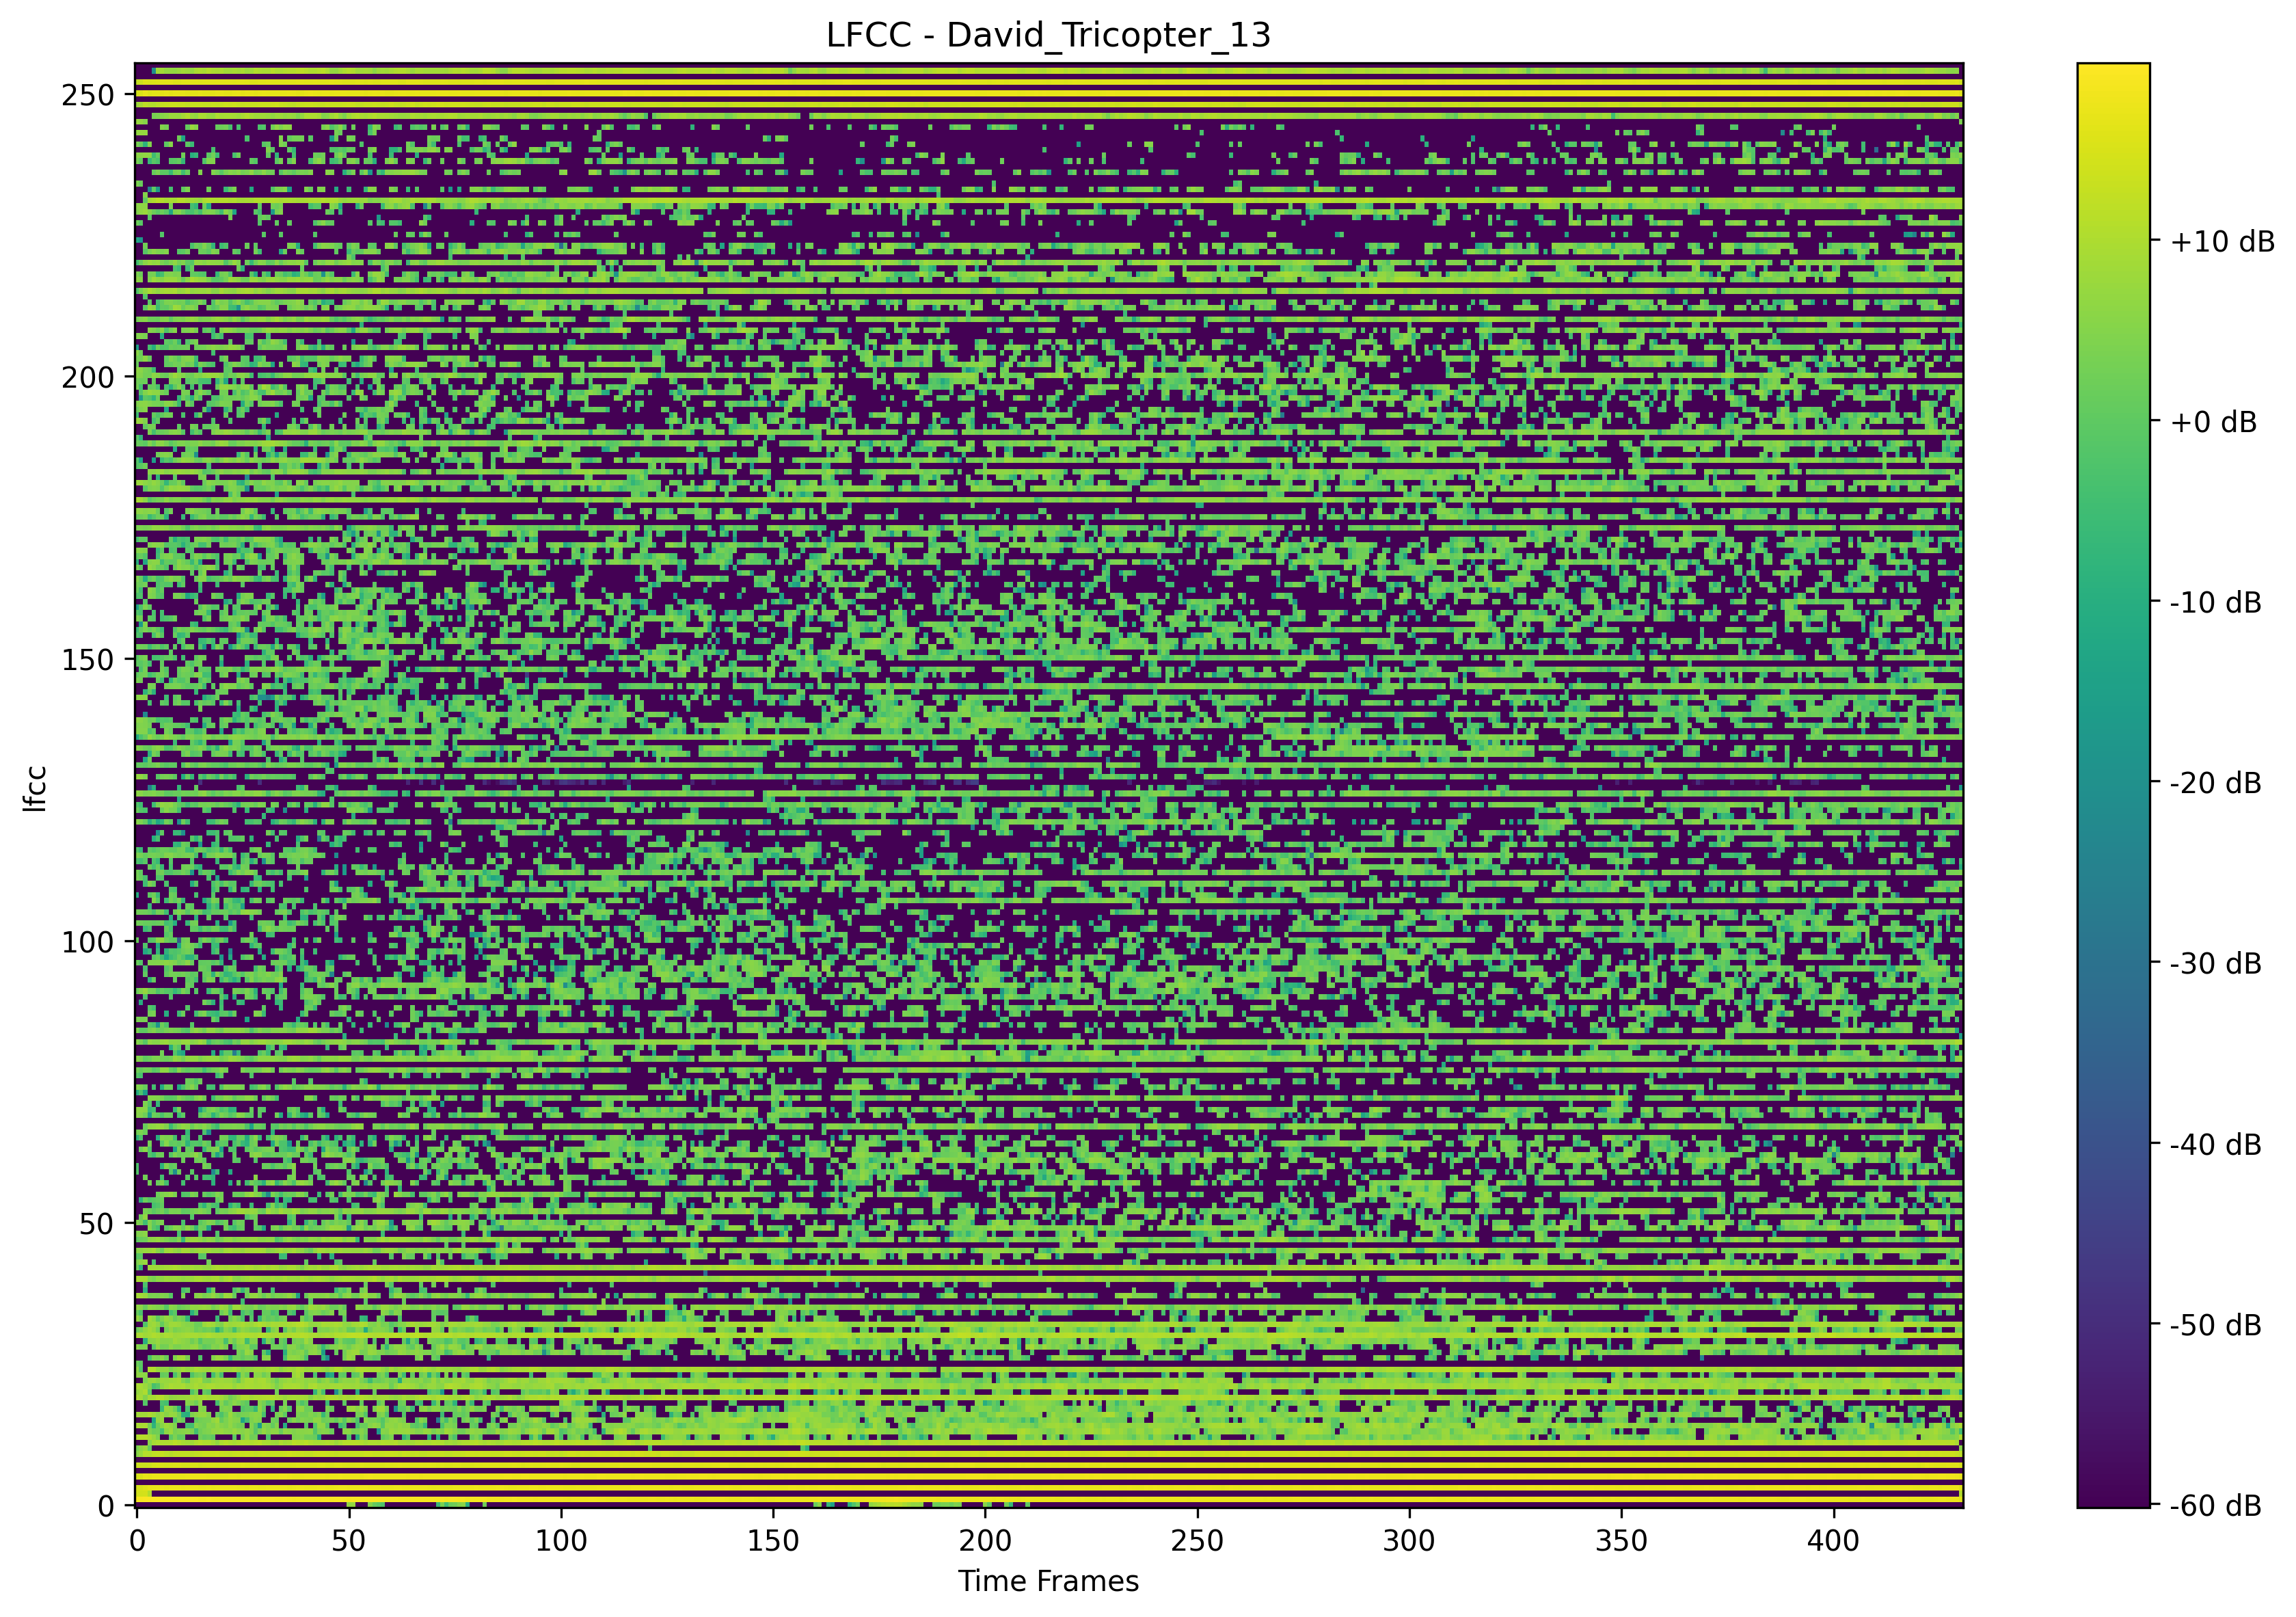 LFCC - David_Tricopter_13
250
200
150
100
50
0
lfcc
0 50 100 150 200 250 300 350 400
Time Frames
+10 dB
+0 dB
-10 dB
-20 dB
-30 dB
-40 dB
-50 dB
-60 dB